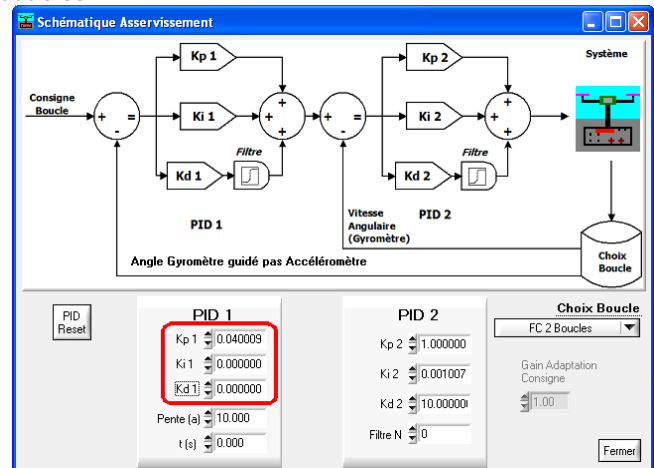 Schématique Asservissement
Kp 1
Kp 2
Système
Consigne
Boucle
+
=
-
Ki 1
+
+
+
+
=
-
Ki 2
+
+
+
Filtre
Filtre
Kd 1
Kd 2
PID 1
Vitesse
Angulaire
(Gyromètre)
PID 2
Angle Gyromètre guidé pas Accéléromètre
Choix
Boucle
PID
Reset
PID 1
Kp 1 0.040009
Ki 1 0.000000
Kd 1 0.000000
Pente (a) 10.000
t (s) 0.000
PID 2
Kp 2 1.000000
Ki 2 0.001007
Kd 2 10.00000
Filtre N 0
Choix Boucle
FC 2 Boucles
Gain Adaptation
Consigne
1.00
Fermer